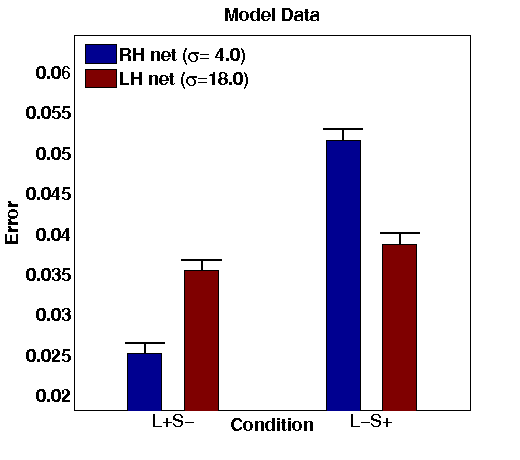 Model Data
RH net (σ= 4.0)
LH net (σ=18.0)
0.06
0.055
0.05
0.045
0.04
0.035
0.03
0.025
0.02
Error
L+S−
L−S+
Condition